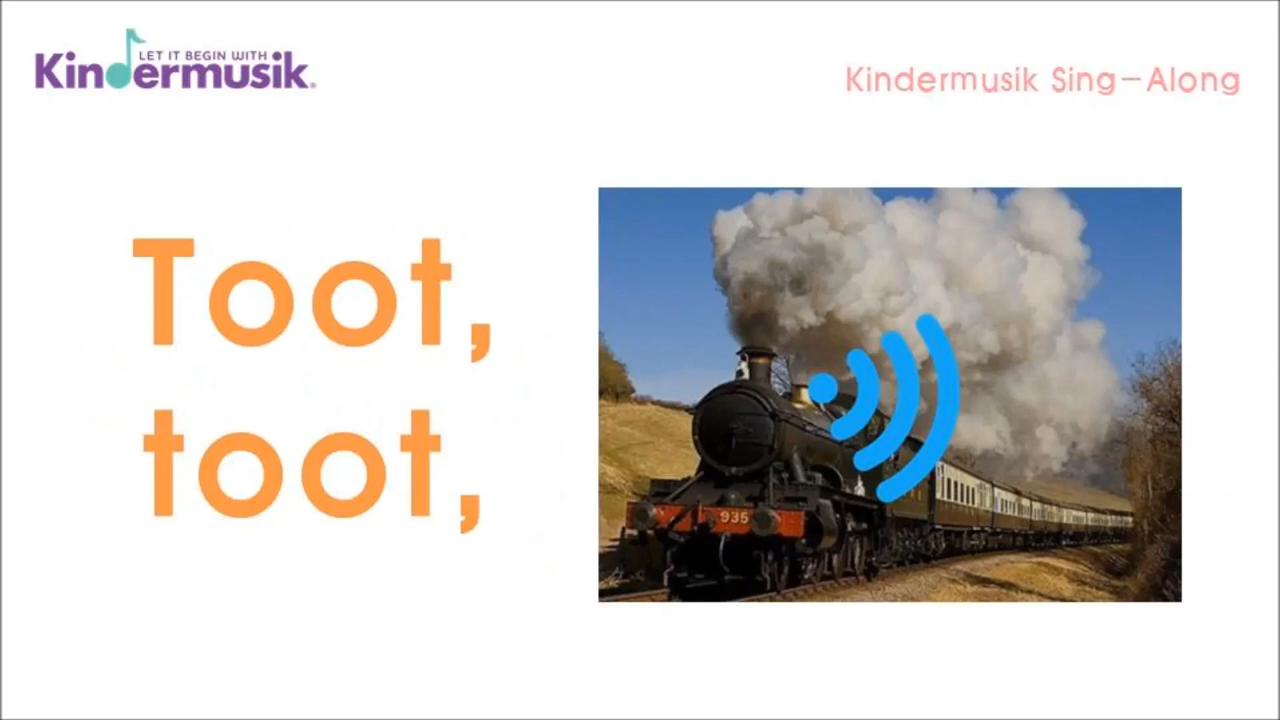 LET IT BEGIN WITH
Kindermusik®
Kindermusik Sing-Along
Toot,
toot,
935